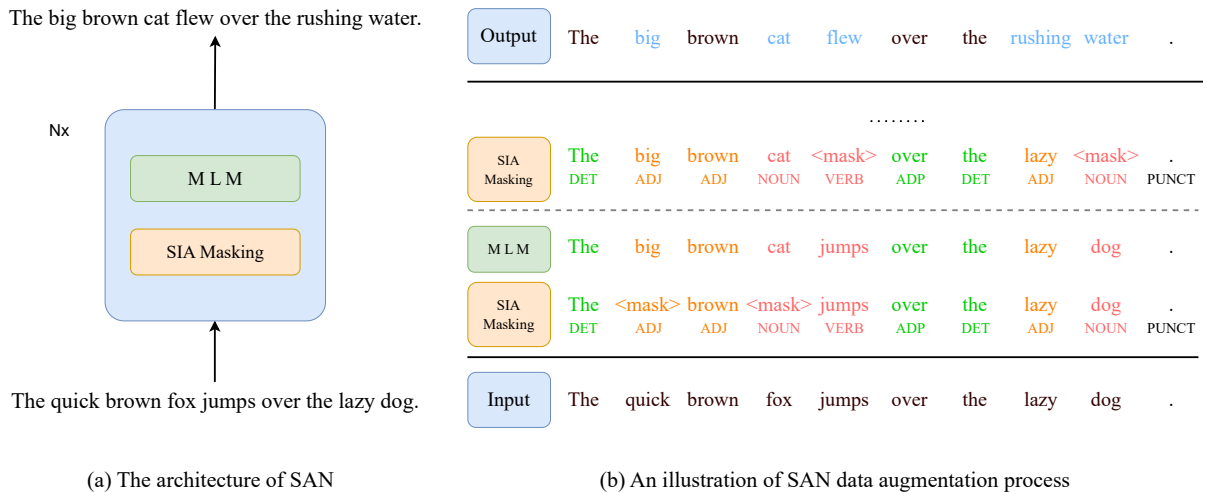 The big brown cat flew over the rushing water.
Nx
M L M
SIA Masking
The quick brown fox jumps over the lazy dog.
(a) The architecture of SAN
Output The big brown cat flew over the rushing water .
........
SIA Masking The big brown cat <mask> over the lazy <mask> .
DET ADJ ADJ NOUN VERB ADP DET ADJ NOUN PUNCT
M L M The big brown cat jumps over the lazy dog .
SIA Masking The <mask> brown <mask> jumps over the lazy dog .
DET ADJ ADJ NOUN VERB ADP DET ADJ NOUN PUNCT
Input The quick brown fox jumps over the lazy dog .
(b) An illustration of SAN data augmentation process